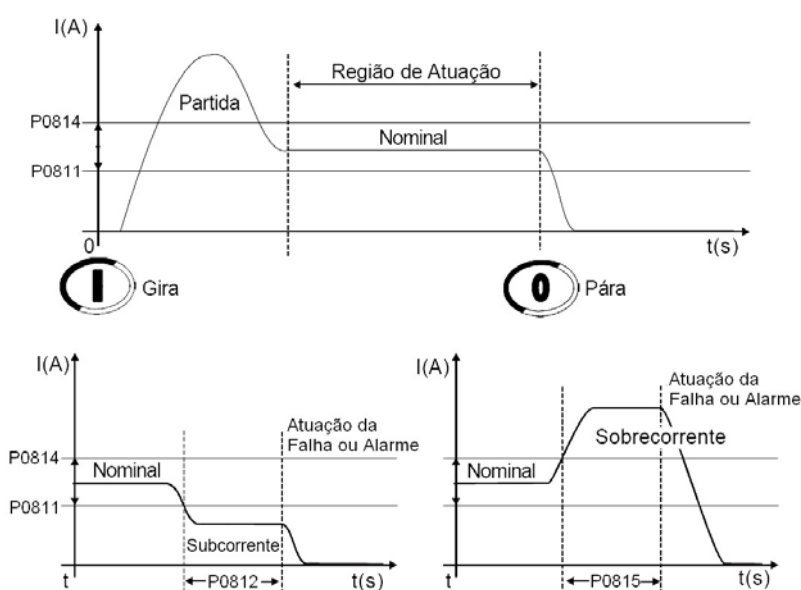 I(A)
Região de Atuação
Partida
P0814
Nominal
P0811
0
t(s)
I Gira
0 Pára
I(A)
Atuação da
Falha ou Alarme
P0814
Nominal
P0811
Subcorrente
t
P0812
t(s)
I(A)
Atuação da
Falha ou Alarme
Sobrecorrente
Nominal
t
P0815
t(s)